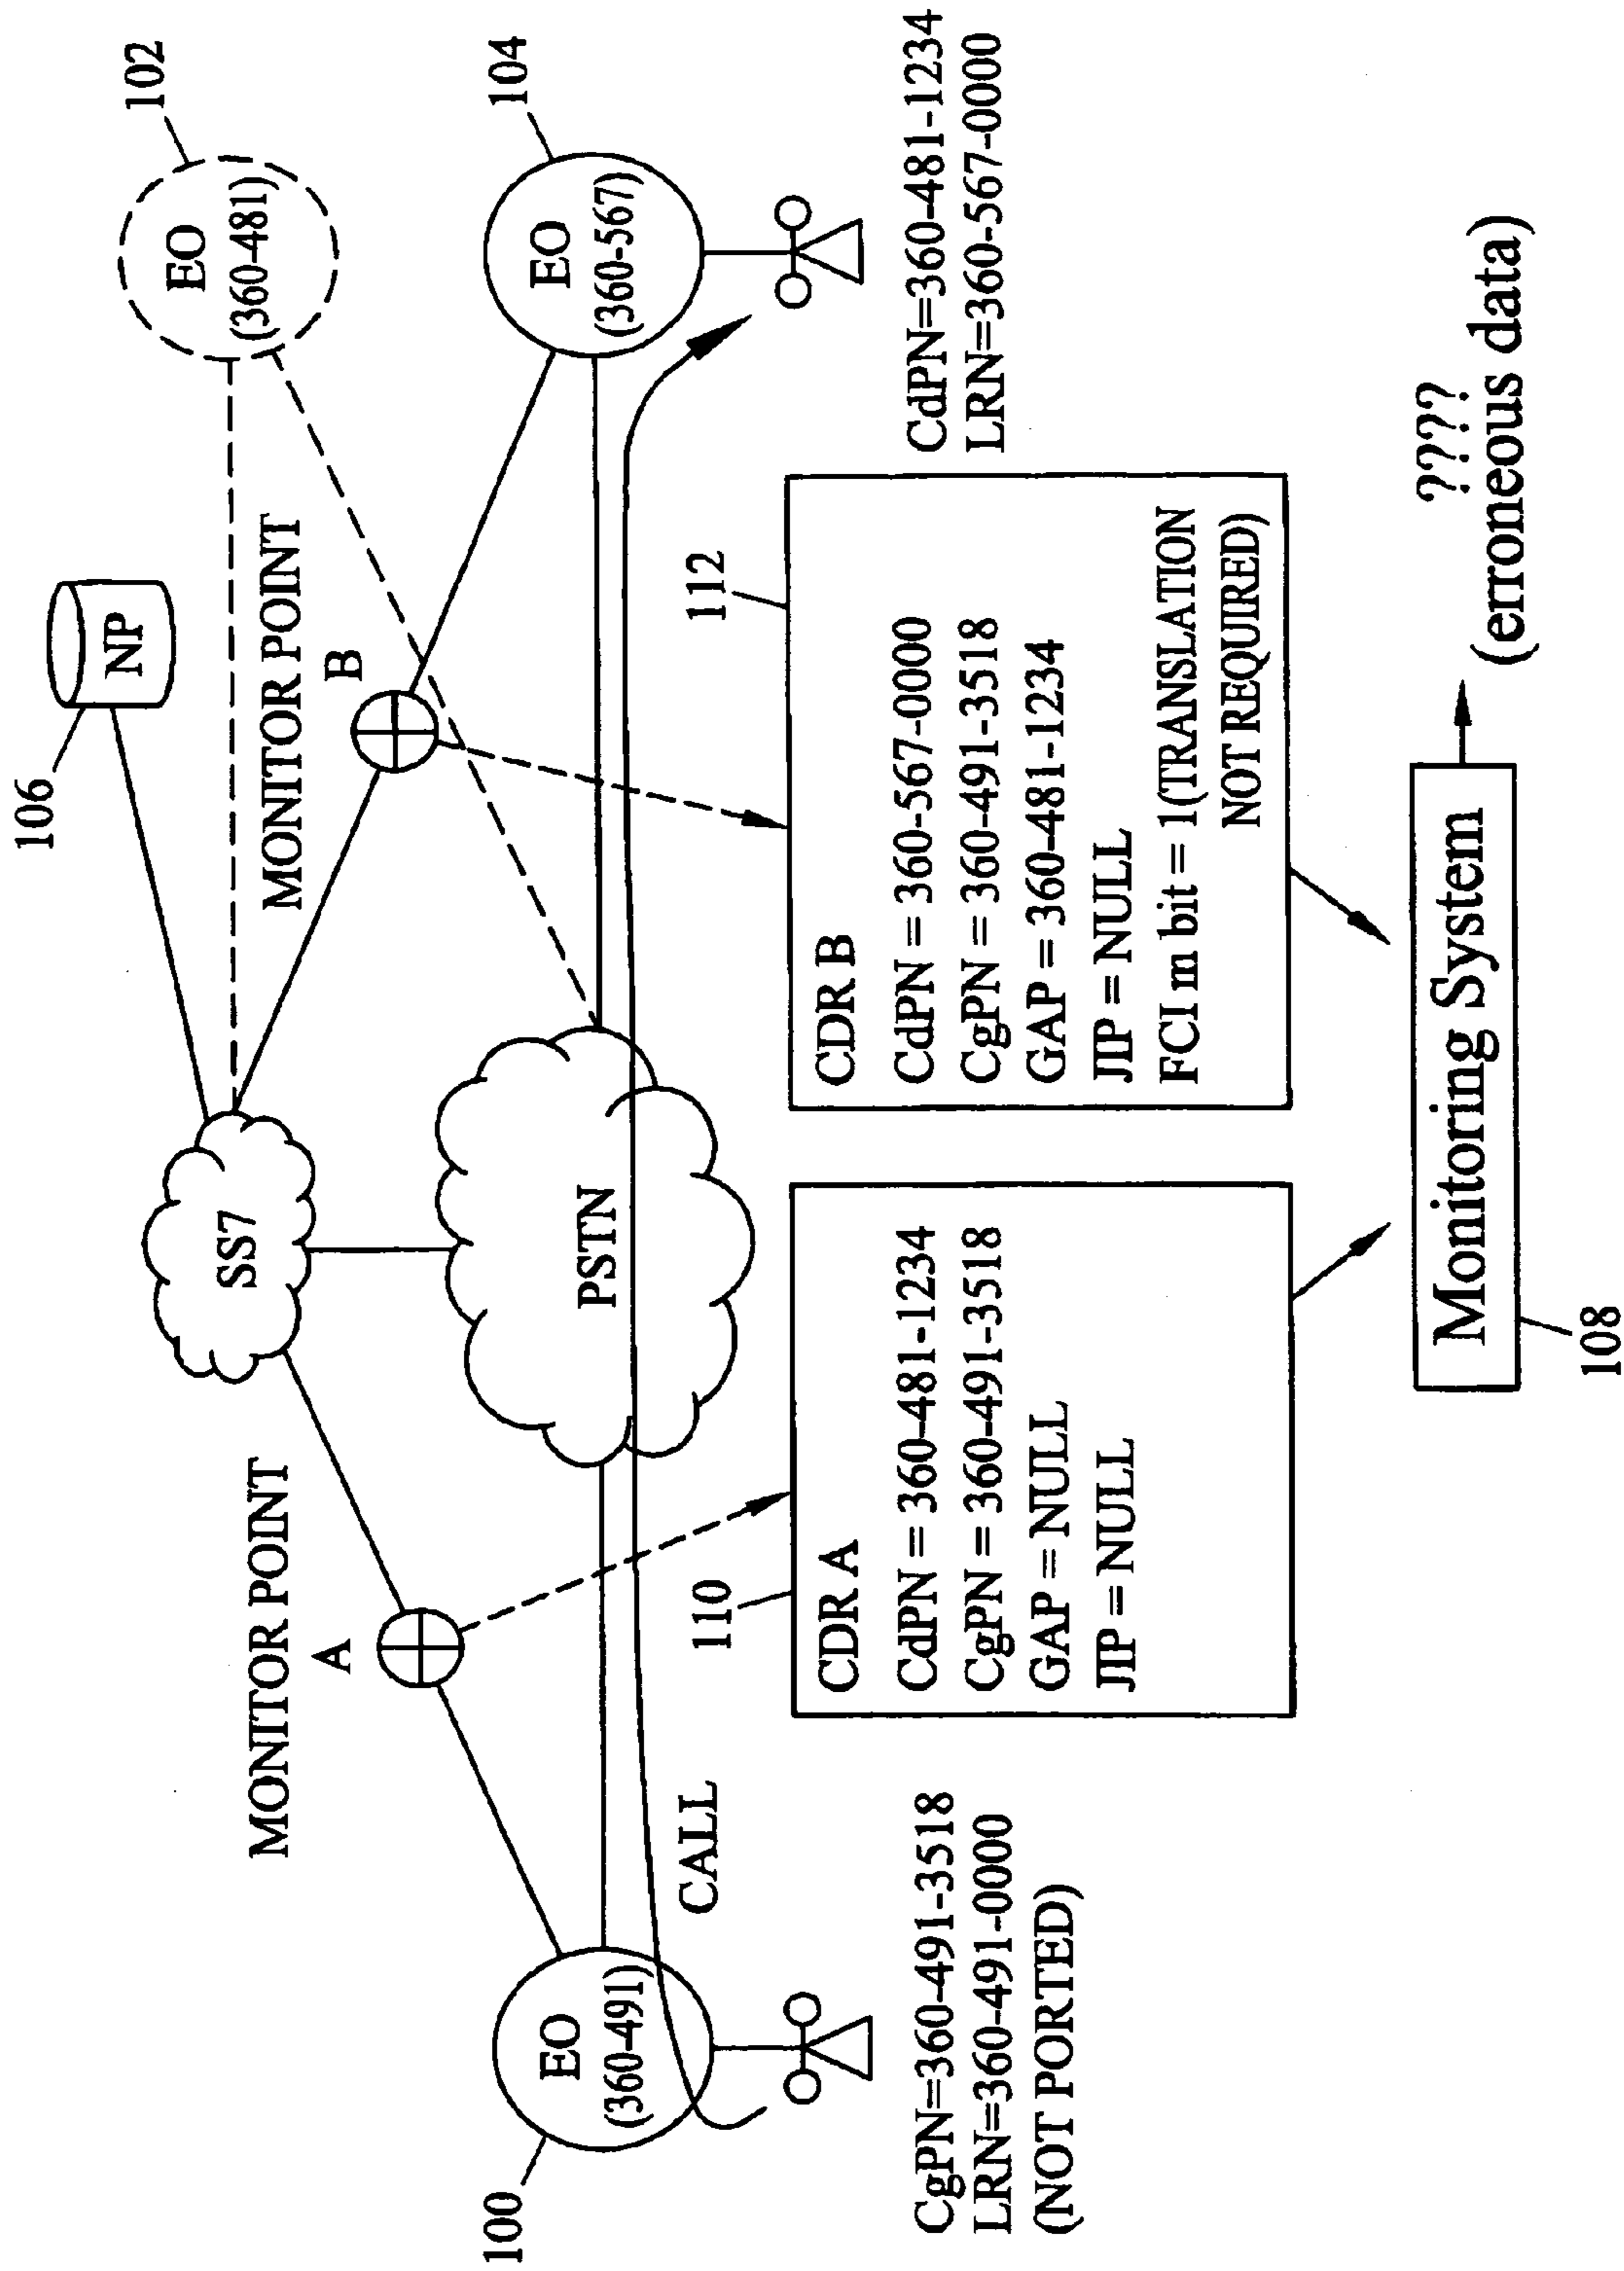 106
NP
102
EO
(360-481)
MONITOR POINT
A
SS7
MONITOR POINT
B
104
EO
(360-567)
100
EO
(360-491)
PSTN
CALL
CgPN=360-491-3518
LRN=360-491-0000
(NOT PORTED)
110
CDR A
CdPN = 360-481-1234
CgPN = 360-491-3518
GAP = NULL
JIP = NULL
112
CDR B
CdPN = 360-567-0000
CgPN = 360-491-3518
GAP = 360-481-1234
JIP = NULL
FCI m bit = 1(TRANSLATION
NOT REQUIRED)
CdPN=360-481-1234
LRN=360-567-0000
Monitoring System
108
????
(erroneous data)